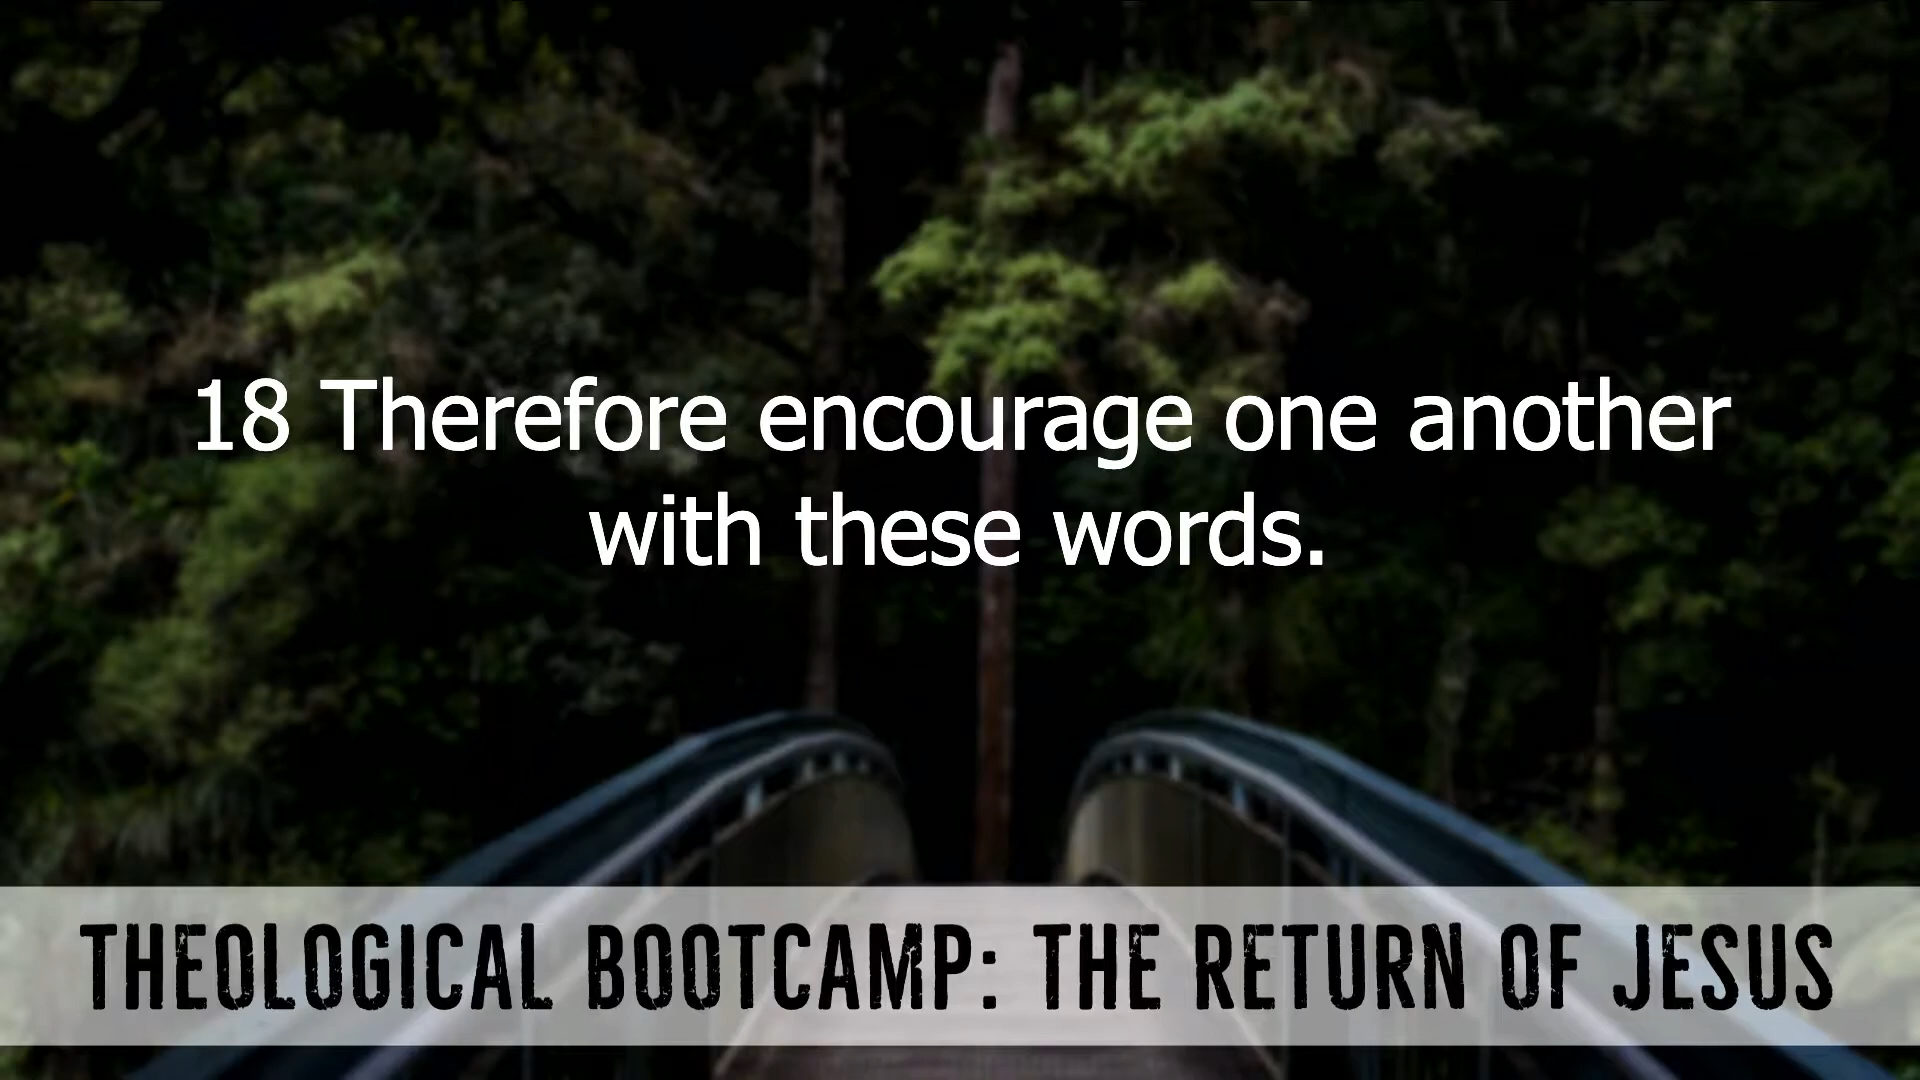 18 Therefore encourage one another
with these words.
THEOLOGICAL BOOTCAMP: THE RETURN OF JESUS